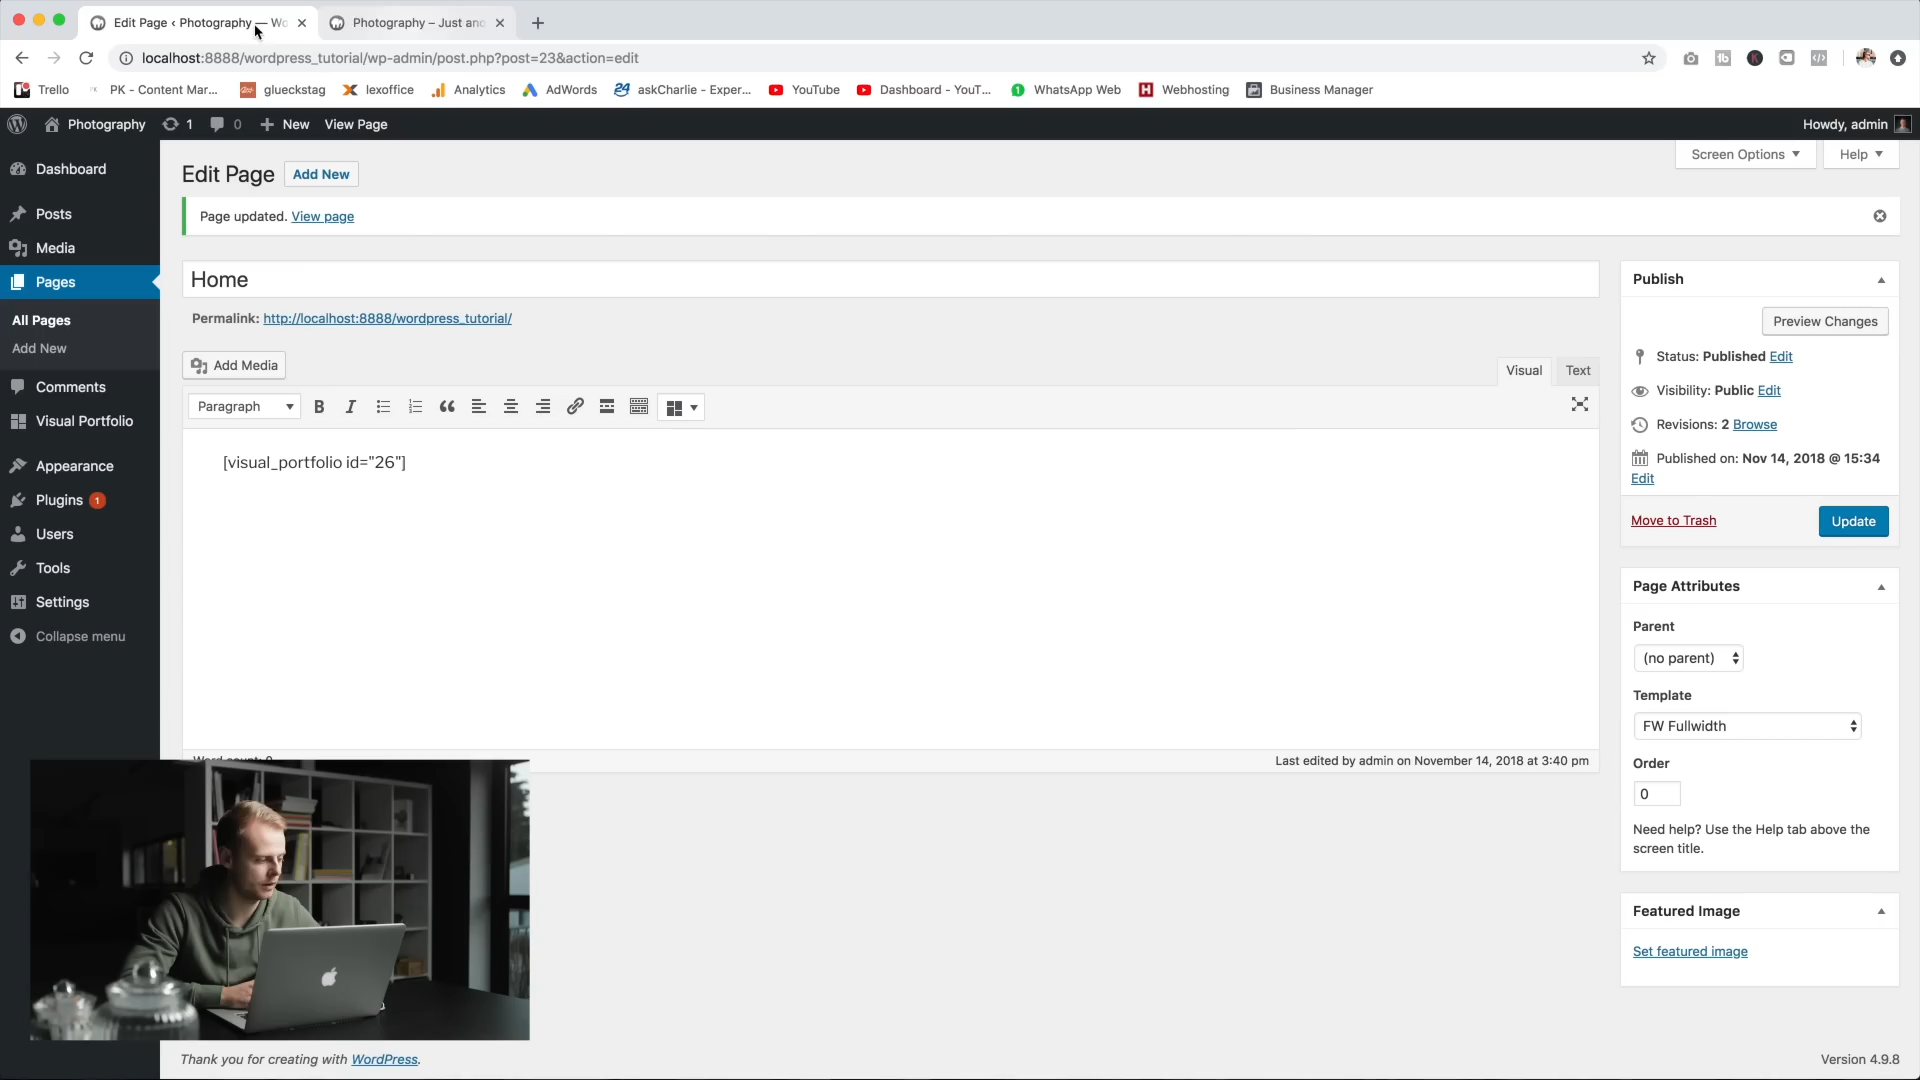 Edit Page ‹ Photography — Wo
Photography – Just ano
localhost:8888/wordpress_tutorial/wp-admin/post.php?post=23&action=edit
Trello
PK - Content Mar...
glueckstag
lexoffice
Analytics
AdWords
24
askCharlie - Exper...
YouTube
Dashboard - YouT...
1
WhatsApp Web
H
Webhosting
Business Manager
Photography
1
0
New
View Page
Howdy, admin
Screen Options
Help
Dashboard
Posts
Media
Pages
All Pages
Add New
Comments
Visual Portfolio
Appearance
Plugins 1
Users
Tools
Settings
Collapse menu
Edit Page
Add New
Page updated. View page
Home
Permalink: http://localhost:8888/wordpress_tutorial/
Add Media
Visual
Text
Paragraph
B
I
[visual_portfolio id="26"]
Word count: 0
Last edited by admin on November 14, 2018 at 3:40 pm
Publish
Preview Changes
Status: Published Edit
Visibility: Public Edit
Revisions: 2 Browse
Published on: Nov 14, 2018 @ 15:34
Edit
Move to Trash
Update
Page Attributes
Parent
(no parent)
Template
FW Fullwidth
Order
0
Need help? Use the Help tab above the
screen title.
Featured Image
Set featured image
Thank you for creating with WordPress.
Version 4.9.8